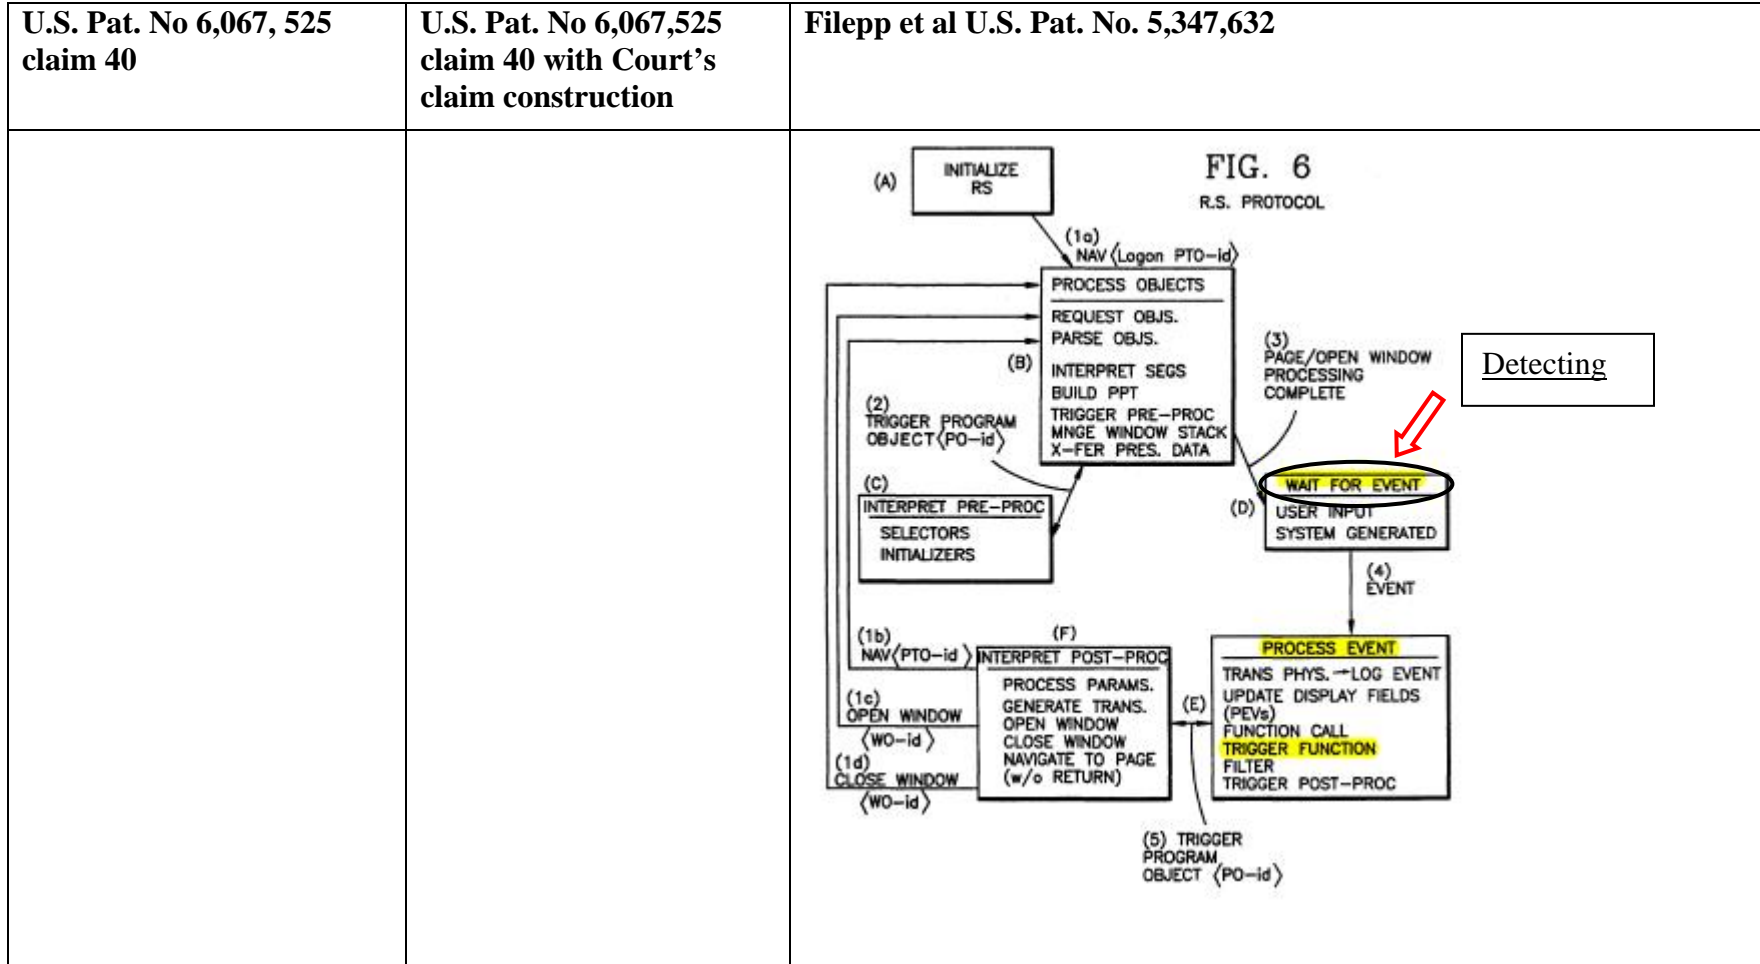 U.S. Pat. No 6,067, 525
claim 40
U.S. Pat. No 6,067,525
claim 40 with Court’s
claim construction
Filepp et al U.S. Pat. No. 5,347,632
FIG. 6
R.S. PROTOCOL
(A)
INITIALIZE
RS
(1a)
NAV⟨Logon PTO-id⟩
PROCESS OBJECTS
REQUEST OBJS.
PARSE OBJS.
(B)
INTERPRET SEGS
BUILD PPT
TRIGGER PRE-PROC
MNGE WINDOW STACK
X-FER PRES. DATA
(3)
PAGE/OPEN WINDOW
PROCESSING
COMPLETE
Detecting
(2)
TRIGGER PROGRAM
OBJECT⟨PO-id⟩
(C)
INTERPRET PRE-PROC
SELECTORS
INITIALIZERS
(D)
WAIT FOR EVENT
USER INPUT
SYSTEM GENERATED
(4)
EVENT
(1b)
NAV⟨PTO-id⟩
(1c)
OPEN WINDOW
⟨WO-id⟩
(1d)
CLOSE WINDOW
⟨WO-id⟩
(F)
INTERPRET POST-PROC
PROCESS PARAMS.
GENERATE TRANS.
OPEN WINDOW
CLOSE WINDOW
NAVIGATE TO PAGE
(w/o RETURN)
(E)
PROCESS EVENT
TRANS PHYS.→LOG EVENT
UPDATE DISPLAY FIELDS
(PEVs)
FUNCTION CALL
TRIGGER FUNCTION
FILTER
TRIGGER POST-PROC
(5) TRIGGER
PROGRAM
OBJECT ⟨PO-id⟩